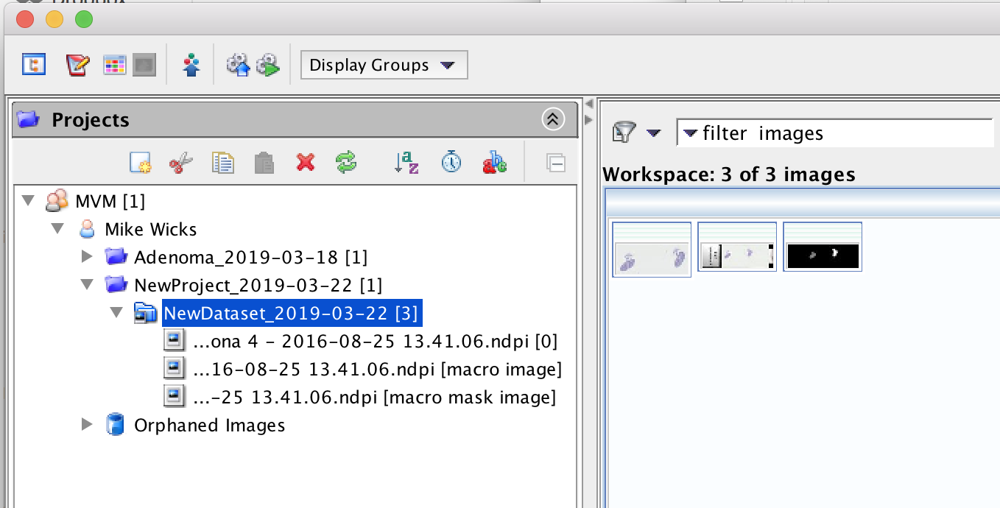 Display Groups
Projects
filter images
Workspace: 3 of 3 images
MVM [1]
Mike Wicks
Adenoma_2019-03-18 [1]
NewProject_2019-03-22 [1]
NewDataset_2019-03-22 [3]
...ona 4 - 2016-08-25 13.41.06.ndpi [0]
...16-08-25 13.41.06.ndpi [macro image]
...-25 13.41.06.ndpi [macro mask image]
Orphaned Images